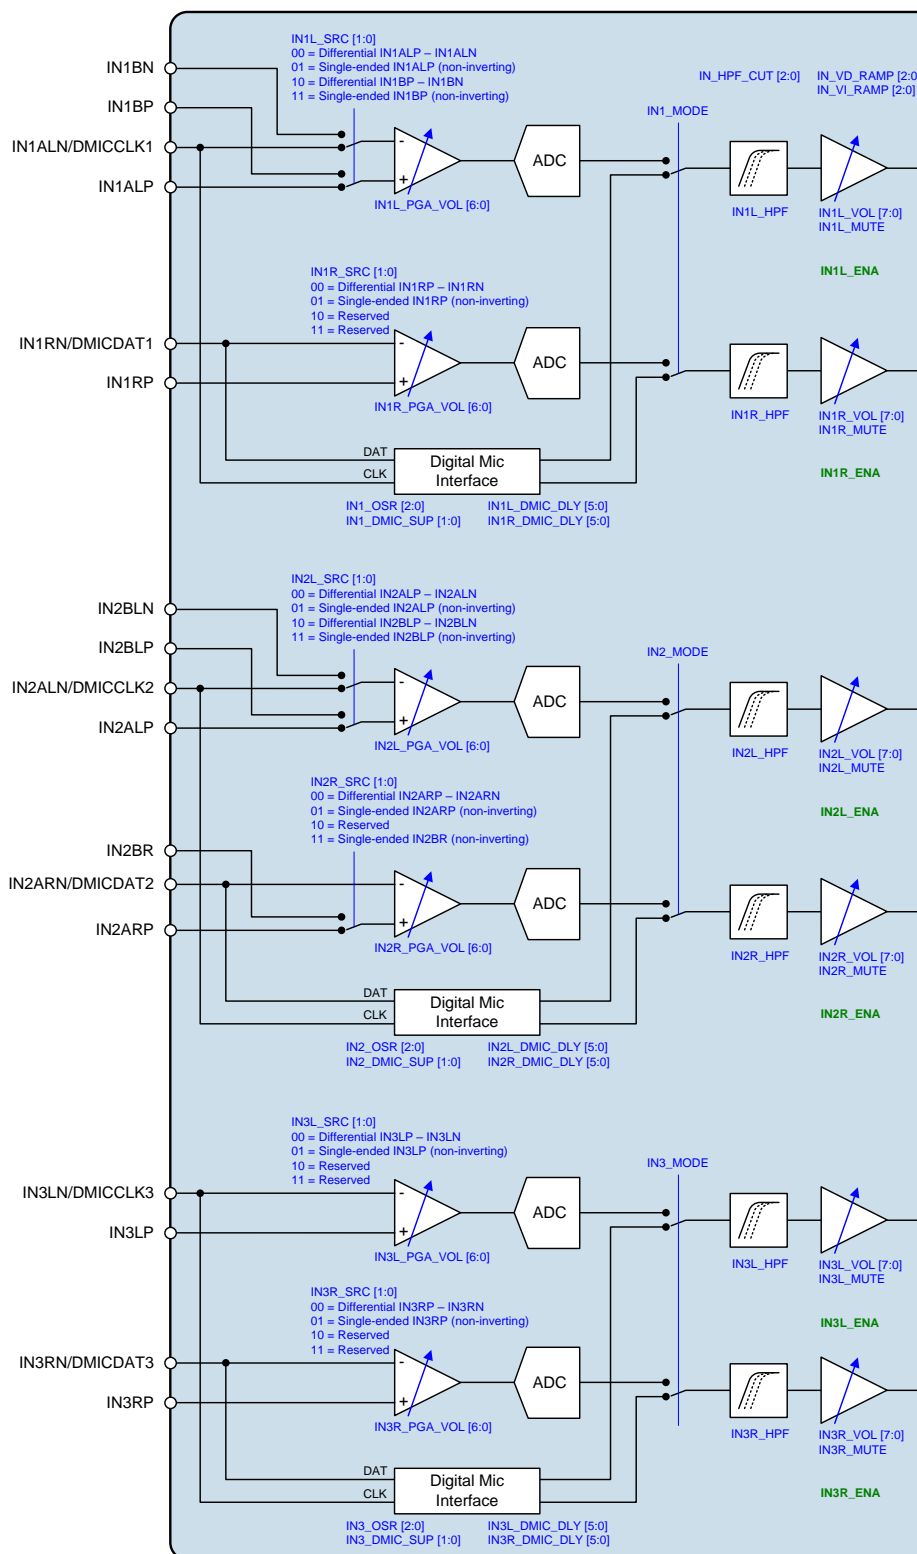 IN1L_SRC [1:0]
00 = Differential IN1ALP – IN1ALN
01 = Single-ended IN1ALP (non-inverting)
10 = Differential IN1BP – IN1BN
11 = Single-ended IN1BP (non-inverting)
IN_HPF_CUT [2:0]
IN_VD_RAMP [2:0
IN_VI_RAMP [2:0]
IN1BN
IN1BP
IN1ALN/DMICCLK1
IN1ALP
IN1_MODE
-
+
ADC
IN1L_PGA_VOL [6:0]
IN1L_HPF
IN1L_VOL [7:0]
IN1L_MUTE
IN1L_ENA
IN1R_SRC [1:0]
00 = Differential IN1RP – IN1RN
01 = Single-ended IN1RP (non-inverting)
10 = Reserved
11 = Reserved
IN1RN/DMICDAT1
IN1RP
-
+
ADC
IN1R_PGA_VOL [6:0]
IN1R_HPF
IN1R_VOL [7:0]
IN1R_MUTE
IN1R_ENA
DAT
CLK
Digital Mic
Interface
IN1_OSR [2:0]
IN1_DMIC_SUP [1:0]
IN1L_DMIC_DLY [5:0]
IN1R_DMIC_DLY [5:0]
IN2L_SRC [1:0]
00 = Differential IN2ALP – IN2ALN
01 = Single-ended IN2ALP (non-inverting)
10 = Differential IN2BLP – IN2BLN
11 = Single-ended IN2BLP (non-inverting)
IN2BLN
IN2BLP
IN2ALN/DMICCLK2
IN2ALP
IN2_MODE
-
+
ADC
IN2L_PGA_VOL [6:0]
IN2L_HPF
IN2L_VOL [7:0]
IN2L_MUTE
IN2L_ENA
IN2R_SRC [1:0]
00 = Differential IN2ARP – IN2ARN
01 = Single-ended IN2ARP (non-inverting)
10 = Reserved
11 = Single-ended IN2BR (non-inverting)
IN2BR
IN2ARN/DMICDAT2
IN2ARP
-
+
ADC
IN2R_PGA_VOL [6:0]
IN2R_HPF
IN2R_VOL [7:0]
IN2R_MUTE
IN2R_ENA
DAT
CLK
Digital Mic
Interface
IN2_OSR [2:0]
IN2_DMIC_SUP [1:0]
IN2L_DMIC_DLY [5:0]
IN2R_DMIC_DLY [5:0]
IN3L_SRC [1:0]
00 = Differential IN3LP – IN3LN
01 = Single-ended IN3LP (non-inverting)
10 = Reserved
11 = Reserved
IN3LN/DMICCLK3
IN3LP
IN3_MODE
-
+
ADC
IN3L_PGA_VOL [6:0]
IN3L_HPF
IN3L_VOL [7:0]
IN3L_MUTE
IN3L_ENA
IN3R_SRC [1:0]
00 = Differential IN3RP – IN3RN
01 = Single-ended IN3RP (non-inverting)
10 = Reserved
11 = Reserved
IN3RN/DMICDAT3
IN3RP
-
+
ADC
IN3R_PGA_VOL [6:0]
IN3R_HPF
IN3R_VOL [7:0]
IN3R_MUTE
IN3R_ENA
DAT
CLK
Digital Mic
Interface
IN3_OSR [2:0]
IN3_DMIC_SUP [1:0]
IN3L_DMIC_DLY [5:0]
IN3R_DMIC_DLY [5:0]